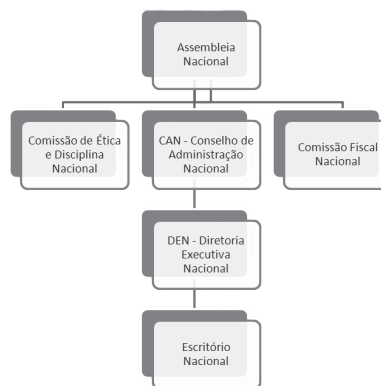 Assembleia
Nacional
Comissão de Ética
e Disciplina
Nacional
CAN - Conselho de
Administração
Nacional
Comissão Fiscal
Nacional
DEN - Diretoria
Executiva
Nacional
Escritório
Nacional